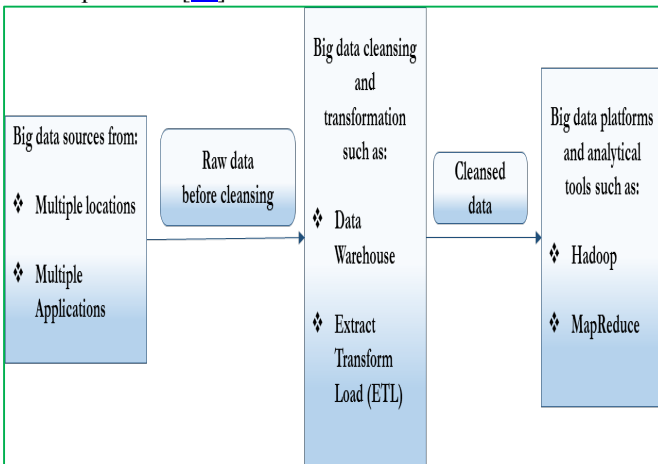 Big data sources from:
❖ Multiple locations
❖ Multiple
Applications
Raw data
before cleansing
Big data cleansing
and
transformation
such as:
❖ Data
Warehouse
❖ Extract
Transform
Load (ETL)
Cleansed
data
Big data platforms
and analytical
tools such as:
❖ Hadoop
❖ MapReduce